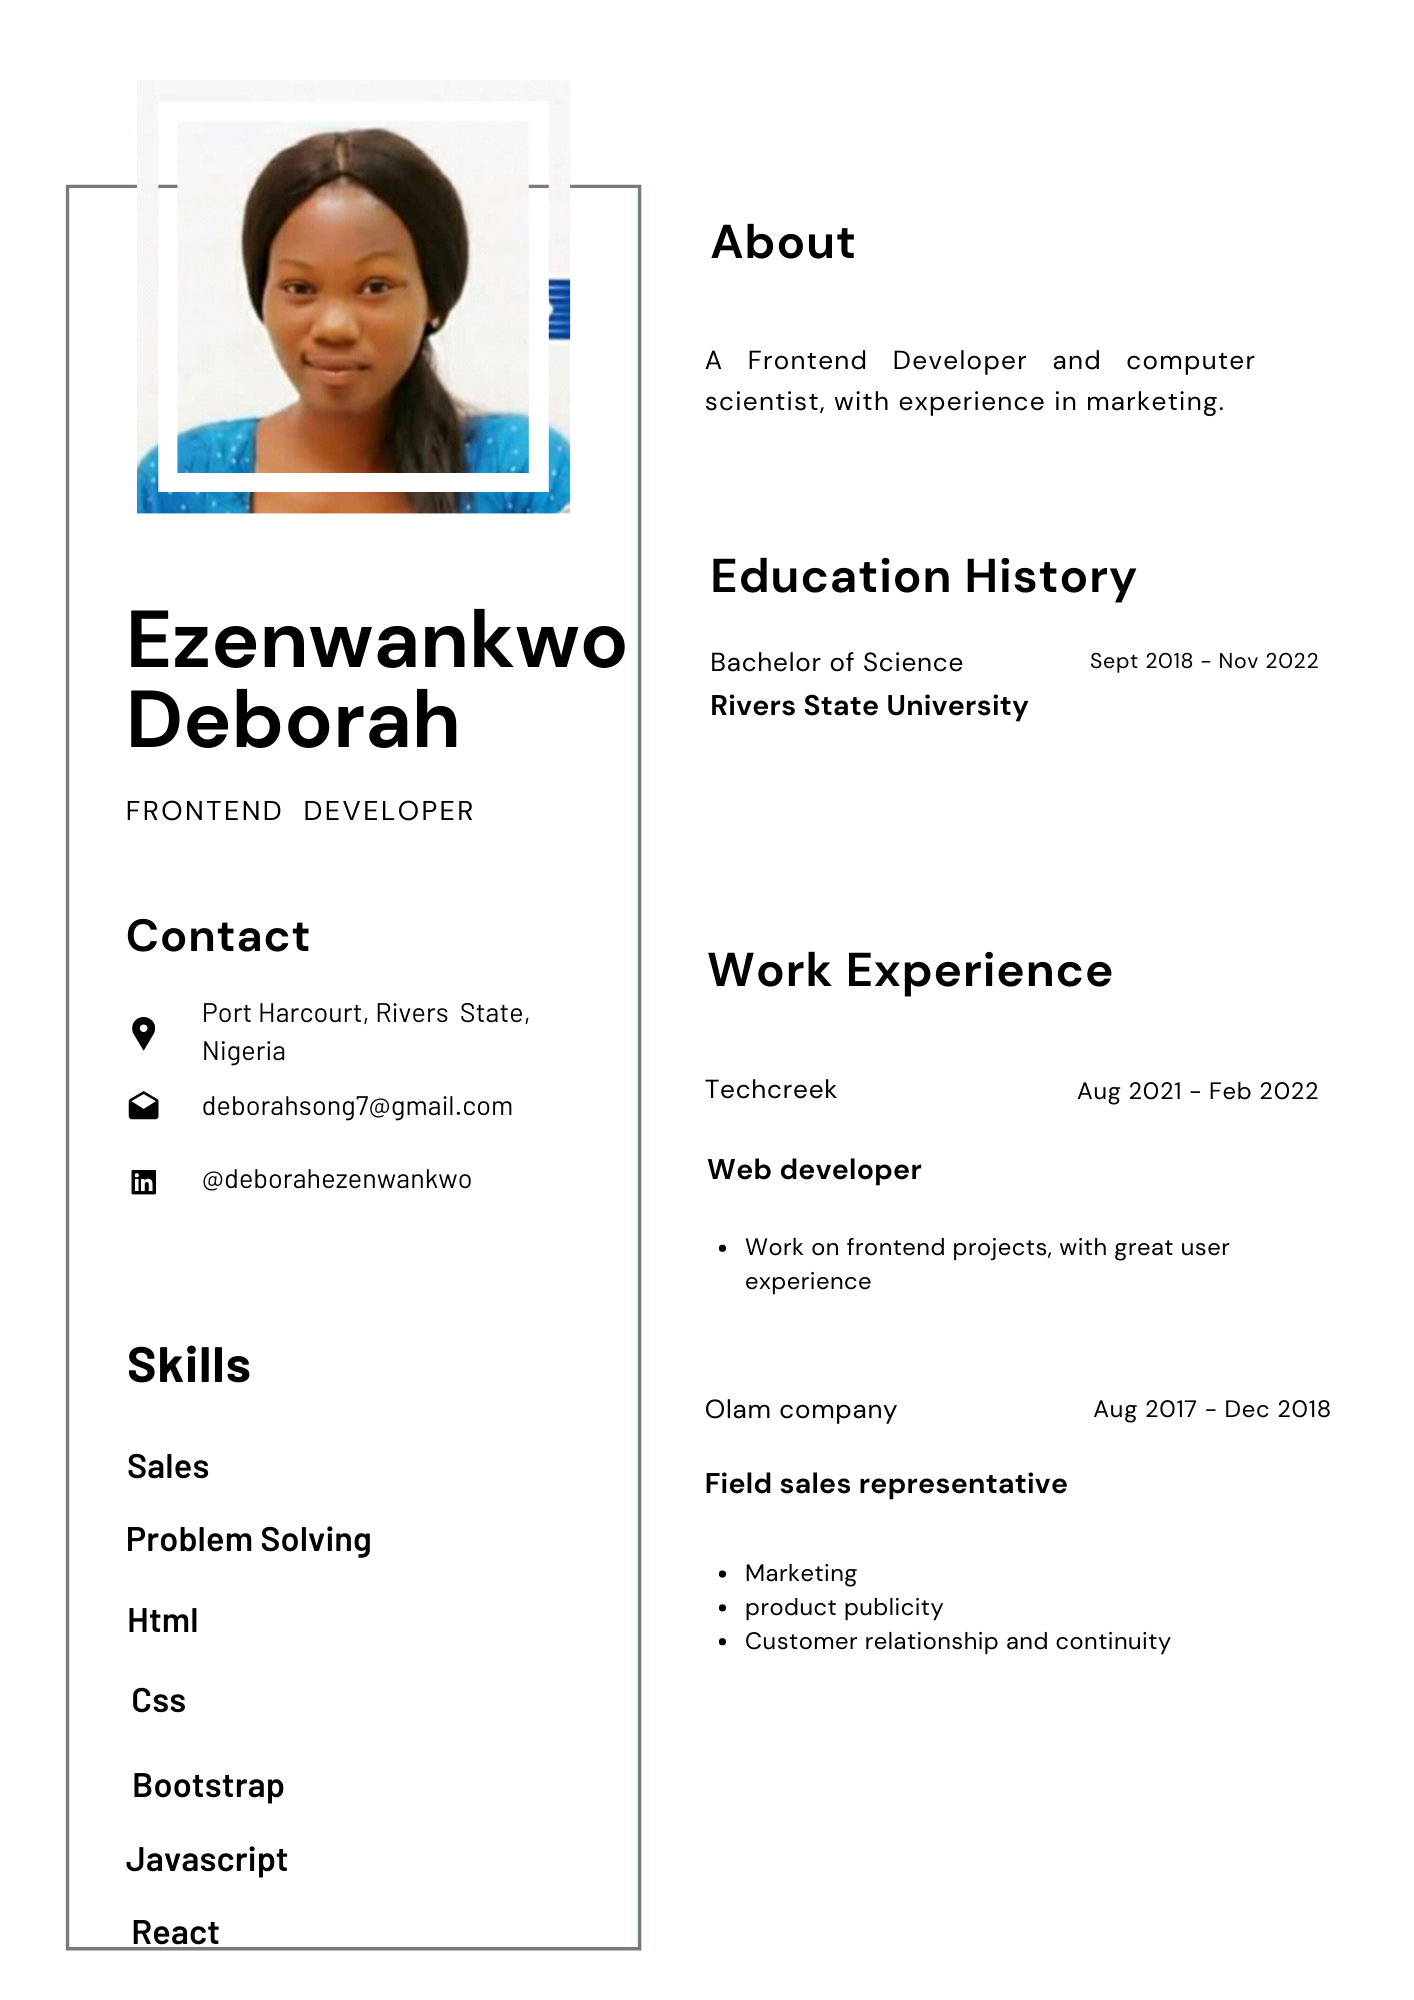 Ezenwankwo
Deborah
FRONTEND DEVELOPER
Contact
Port Harcourt, Rivers State,
Nigeria
deborahsong7@gmail.com
@deborahezenwankwo
Skills
Sales
Problem Solving
Html
Css
Bootstrap
Javascript
React
About
A Frontend Developer and computer
scientist, with experience in marketing.
Education History
Bachelor of Science Sept 2018 - Nov 2022
Rivers State University
Work Experience
Techcreek Aug 2021 - Feb 2022
Web developer
• Work on frontend projects, with great user
experience
Olam company Aug 2017 - Dec 2018
Field sales representative
• Marketing
• product publicity
• Customer relationship and continuity